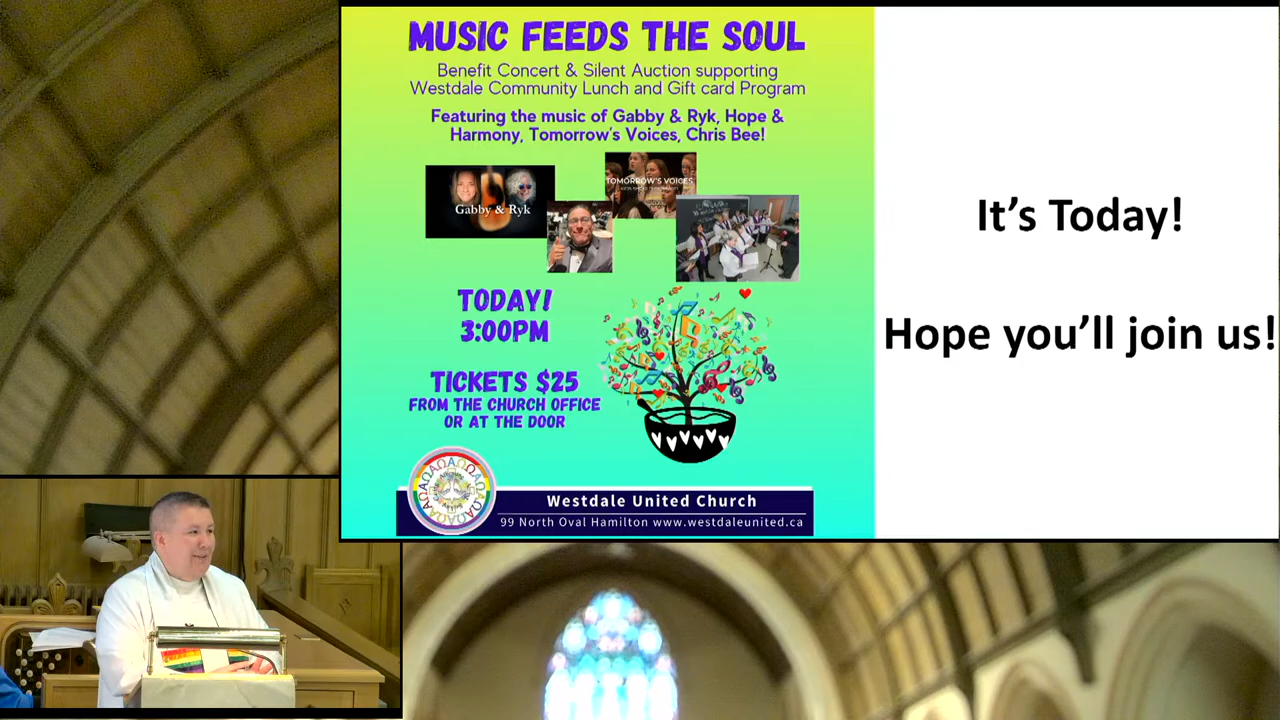 MUSIC FEEDS THE SOUL
Benefit Concert & Silent Auction supporting
Westdale Community Lunch and Gift card Program
Featuring the music of Gabby & Ryk, Hope &
Harmony, Tomorrow's Voices, Chris Bee!
TOMORROW'S VOICES
Gabby & Ryk
TODAY!
3:00PM
TICKETS $25
FROM THE CHURCH OFFICE
OR AT THE DOOR
Westdale United Church
99 North Oval Hamilton www.westdaleunited.ca
It's Today!
Hope you'll join us!